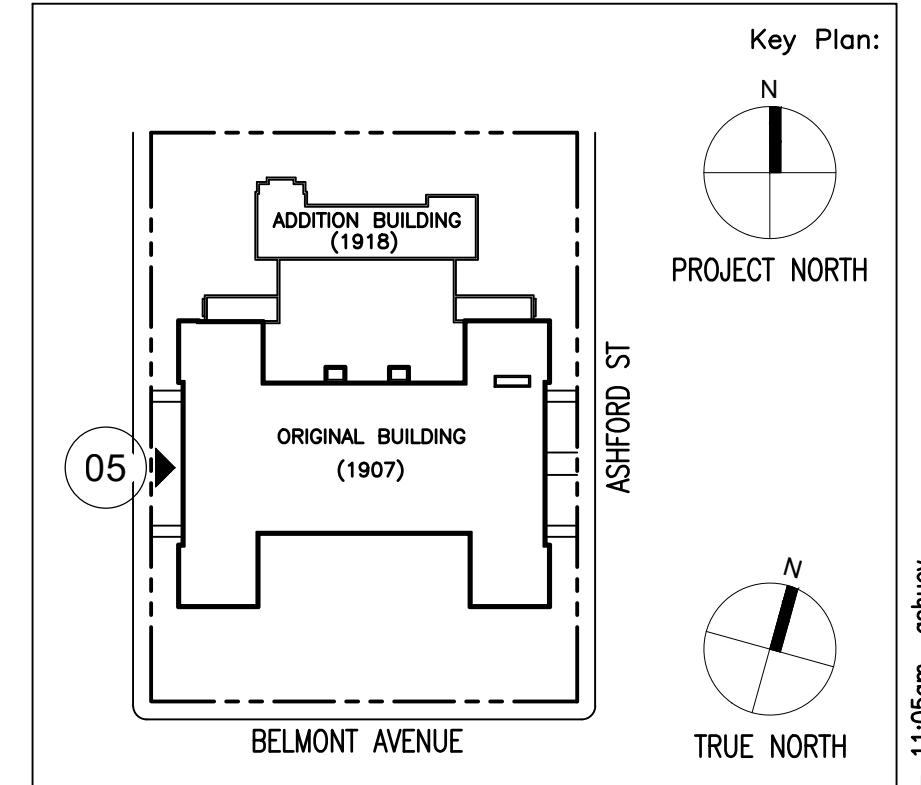 Key Plan:
N
PROJECT NORTH
ADDITION BUILDING
(1918)
ASHFORD ST
ORIGINAL BUILDING
(1907)
05
N
TRUE NORTH
BELMONT AVENUE
11:05am